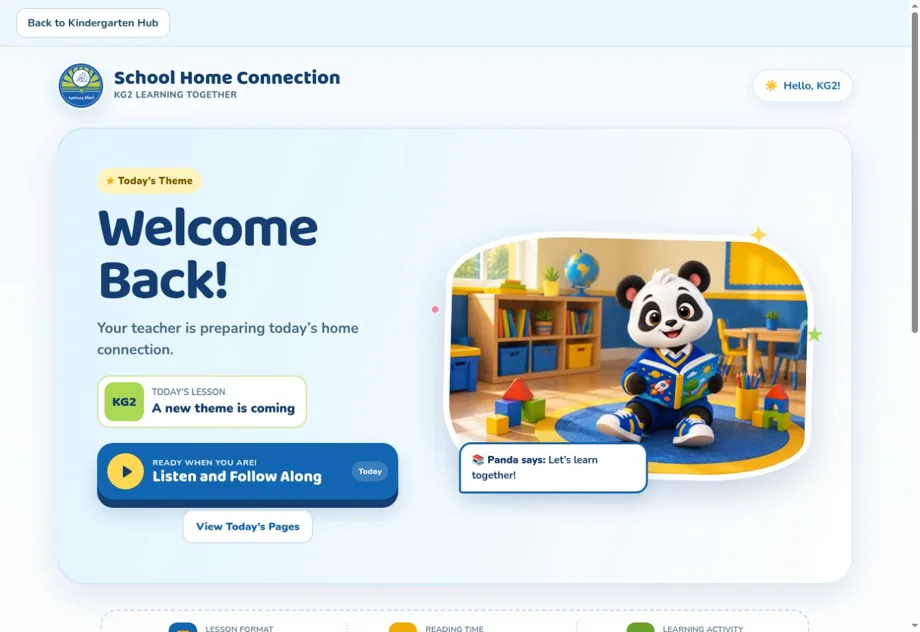 Back to Kindergarten Hub
School Home Connection
KG2 LEARNING TOGETHER
Hello, KG2!
Today's Theme
Welcome
Back!
Your teacher is preparing today's home
connection.
KG2
TODAY'S LESSON
A new theme is coming
READY WHEN YOU ARE!
Listen and Follow Along
Today
View Today's Pages
Panda says: Let's learn
together!
LESSON FORMAT
READING TIME
LEARNING ACTIVITY